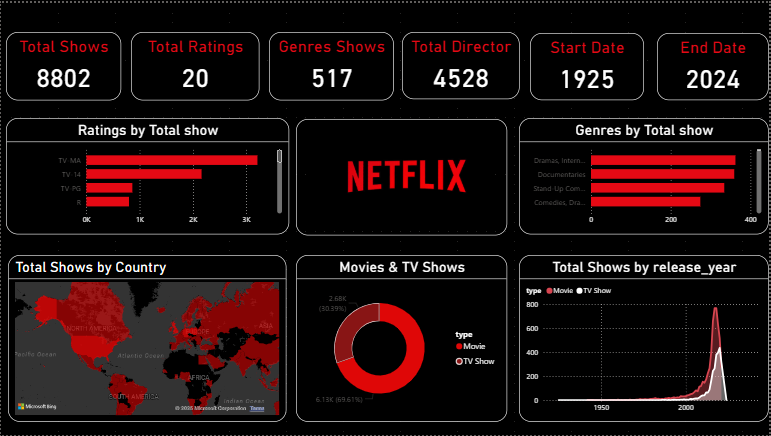 Total Shows
8802
Total Ratings
20
Genres Shows
517
Total Director
4528
Start Date
1925
End Date
2024
Ratings by Total show
TV-MA
TV-14
TV-PG
R
0K 1K 2K 3K
NETFLIX
Genres by Total show
Dramas, Intern...
Documentaries
Stand-Up Com...
Comedies, Dra...
0 200 400
Total Shows by Country
NORTH AMERICA
EUROPE
ASIA
Pacific Ocean
Atlantic Ocean
AFRICA
SOUTH AMERICA
Indian Ocean
Microsoft Bing
© 2025 Microsoft Corporation Terms
Movies & TV Shows
2.68K
(30.39%)
6.13K (69.61%)
type
Movie
TV Show
Total Shows by release_year
type Movie TV Show
800
600
400
200
0
1950 2000